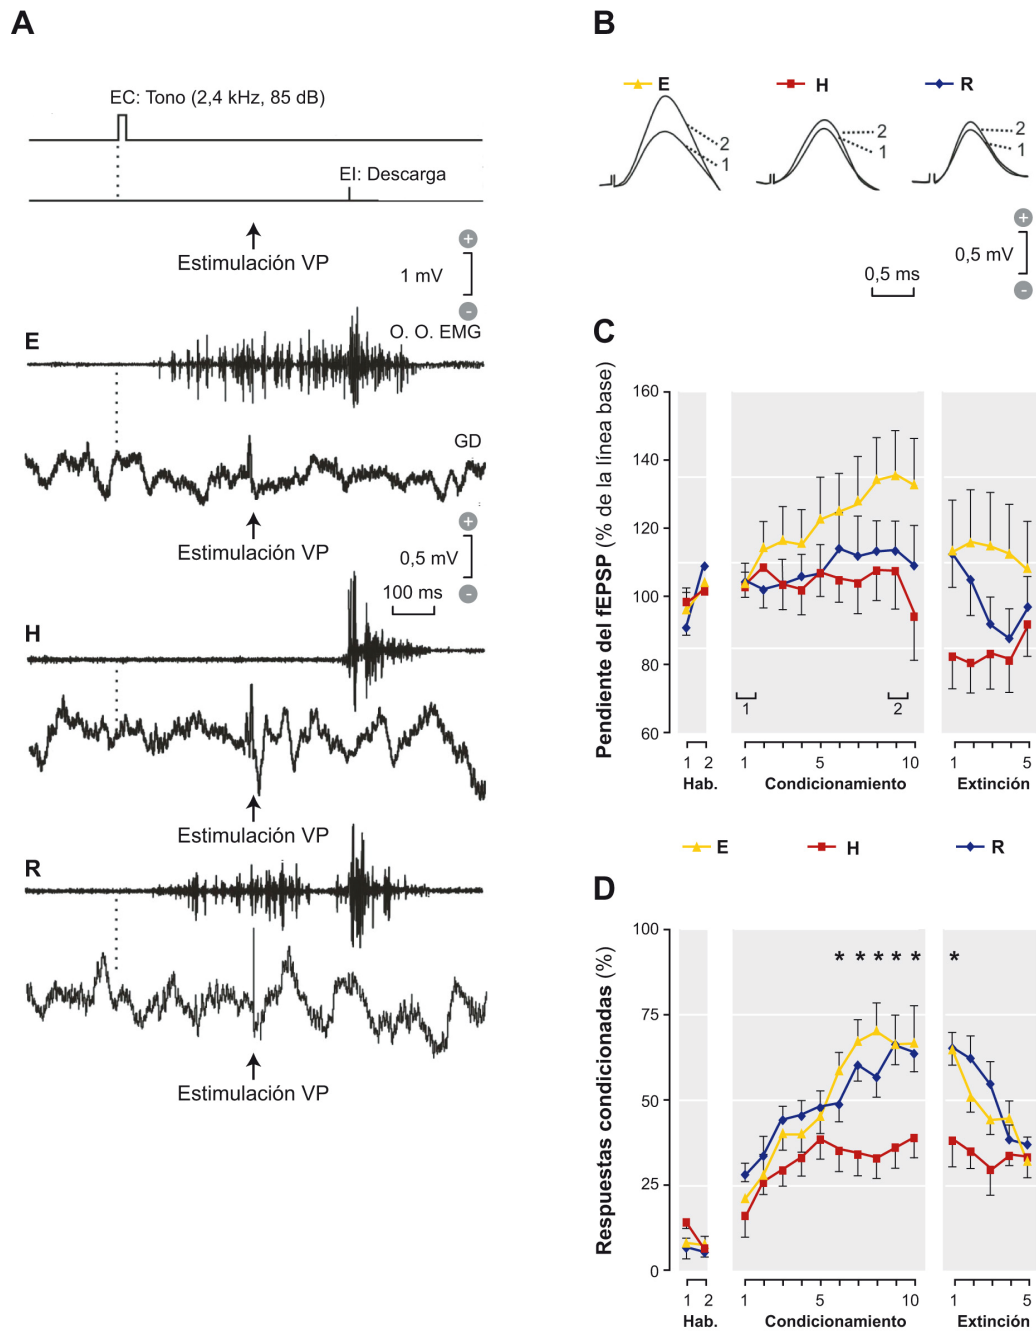 A
EC: Tono (2,4 kHz, 85 dB)
EI: Descarga
Estimulación VP
+
1 mV
-
O. O. EMG
E
GD
Estimulación VP
+
0,5 mV
-
100 ms
H
Estimulación VP
R
Estimulación VP
B
E H R
2
1
2
1
2
1
+
0,5 mV
-
0,5 ms
C
Pendiente del fEPSP (% de la línea base)
160
140
120
100
80
60
1
2
1 2 1 5 10 1 5
Hab. Condicionamiento Extinción
E H R
D
Respuestas condicionadas (%)
100
75
50
25
0
* * * * * *
1 2 1 5 10 1 5
Hab. Condicionamiento Extinción